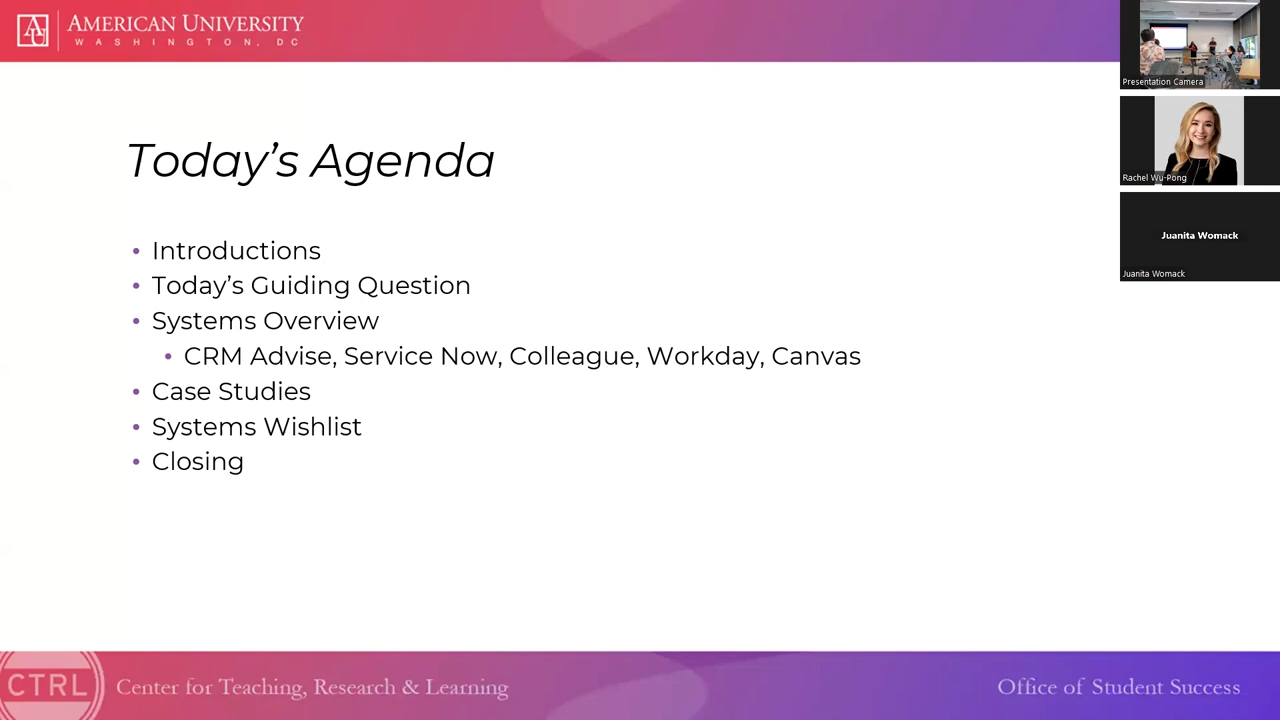 AMERICAN UNIVERSITY
WASHINGTON, DC
Presentation Camera
Rachel Wu-Pong
Juanita Womack
Juanita Womack
Today’s Agenda
• Introductions
• Today’s Guiding Question
• Systems Overview
• CRM Advise, Service Now, Colleague, Workday, Canvas
• Case Studies
• Systems Wishlist
• Closing
CTRL
Center for Teaching, Research & Learning
Office of Student Success